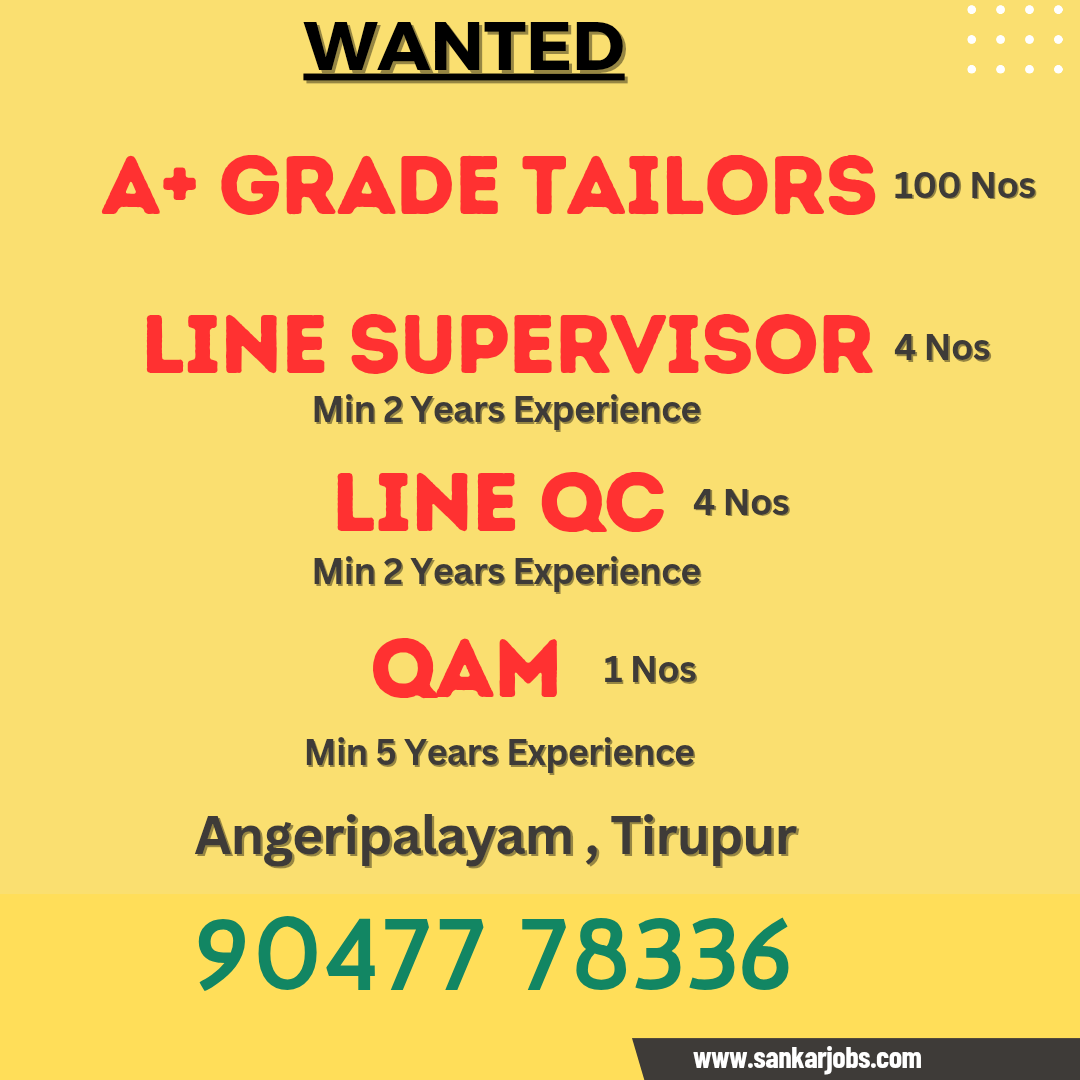 WANTED
A+ GRADE TAILORS 100 Nos
LINE SUPERVISOR 4 Nos
Min 2 Years Experience
LINE QC 4 Nos
Min 2 Years Experience
QAM 1 Nos
Min 5 Years Experience
Angeripalayam , Tirupur
90477 78336
www.sankarjobs.com